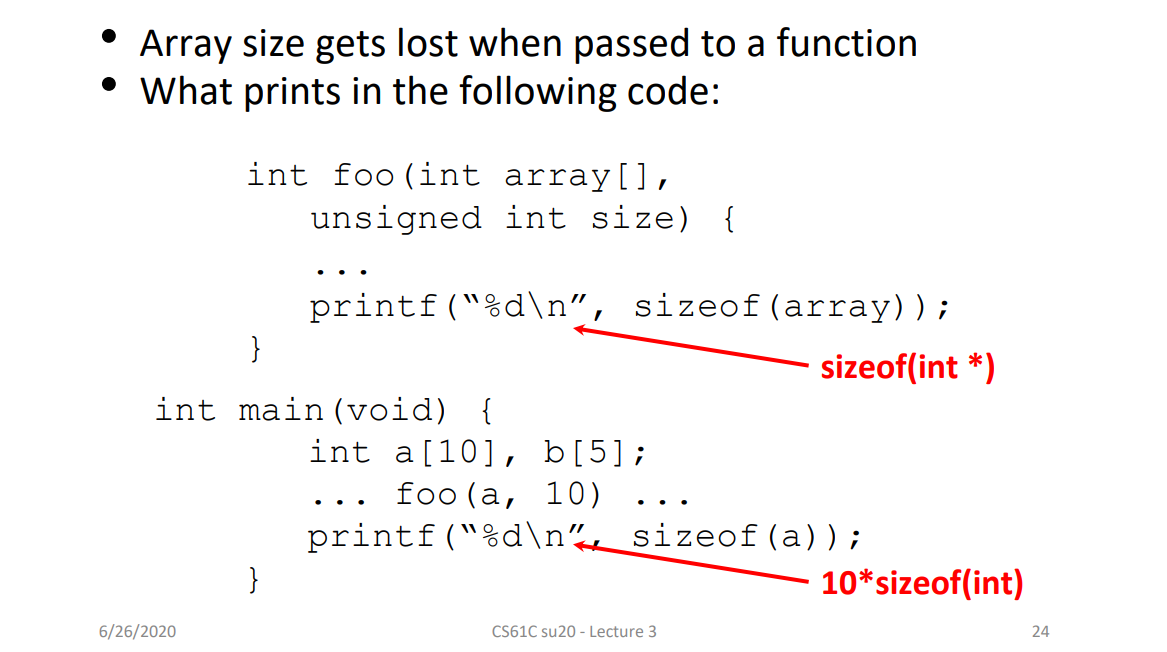 • Array size gets lost when passed to a function
• What prints in the following code:
int foo(int array[],
unsigned int size) {
...
printf(“%d\n”, sizeof(array));
}
sizeof(int *)
int main(void) {
int a[10], b[5];
... foo(a, 10) ...
printf(“%d\n”, sizeof(a));
}
10*sizeof(int)
6/26/2020 CS61C su20 - Lecture 3 24